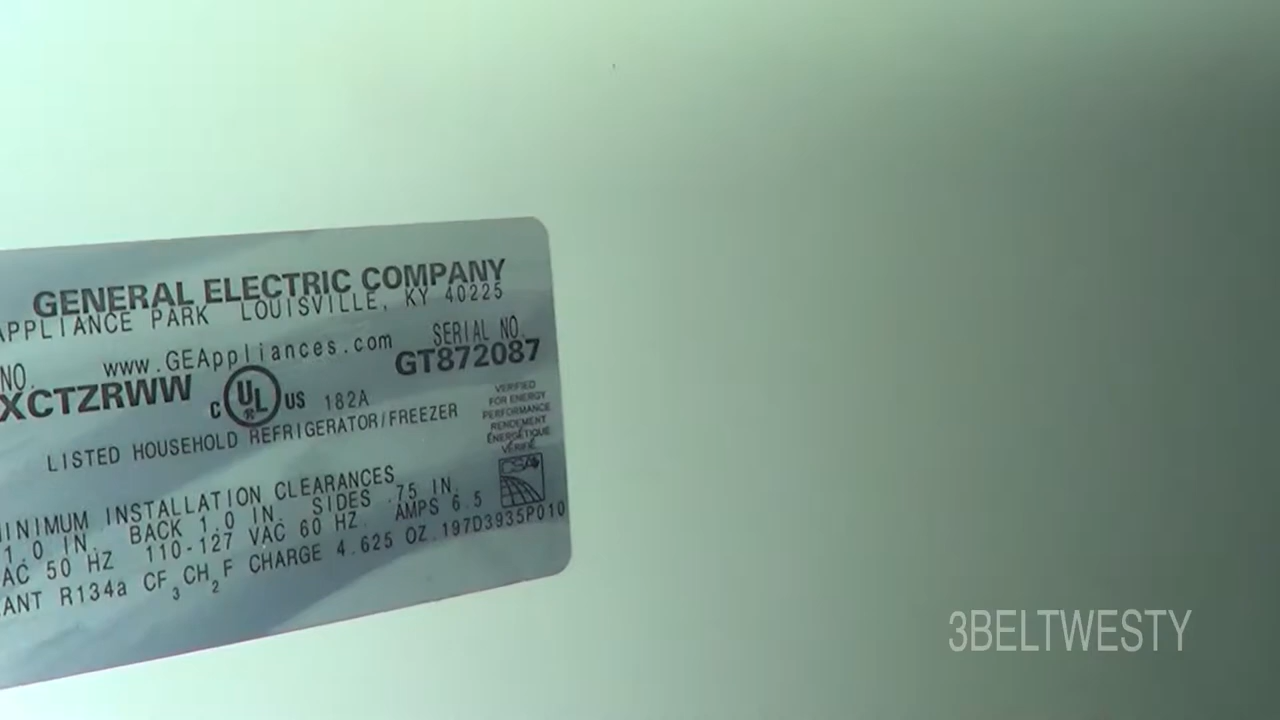 GENERAL ELECTRIC COMPANY
APPLIANCE PARK LOUISVILLE, KY 40225
www.GEAppliances.com
NO.
SERIAL NO.
XCTZRWW
GT872087
C UL US 182A
VERIFIED
FOR ENERGY
PERFORMANCE
RENDEMENT
ÉNERGÉTIQUE
VÉRIFIÉ
CSA
LISTED HOUSEHOLD REFRIGERATOR/FREEZER
MINIMUM INSTALLATION CLEARANCES
1.0 IN. BACK 1.0 IN. SIDES .75 IN.
AC 50 HZ 110-127 VAC 60 HZ. AMPS 6.5
ANT R134a CF3CH2F CHARGE 4.625 OZ. 197D3935P010
3BELTWESTY